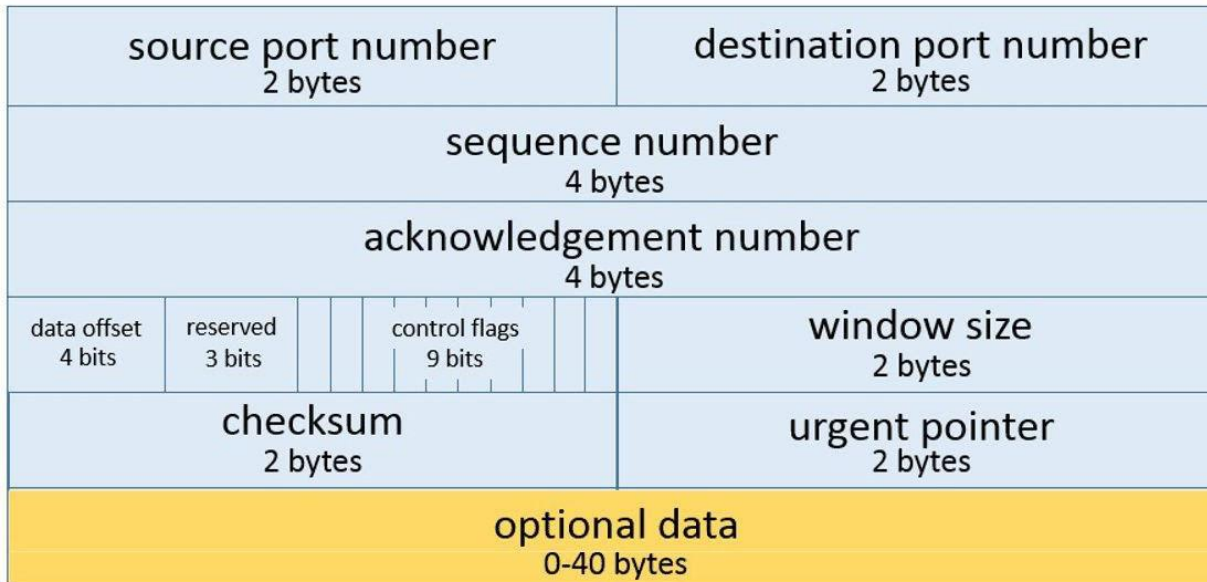 source port number
2 bytes
destination port number
2 bytes
sequence number
4 bytes
acknowledgement number
4 bytes
data offset
4 bits
reserved
3 bits
control flags
9 bits
window size
2 bytes
checksum
2 bytes
urgent pointer
2 bytes
optional data
0-40 bytes